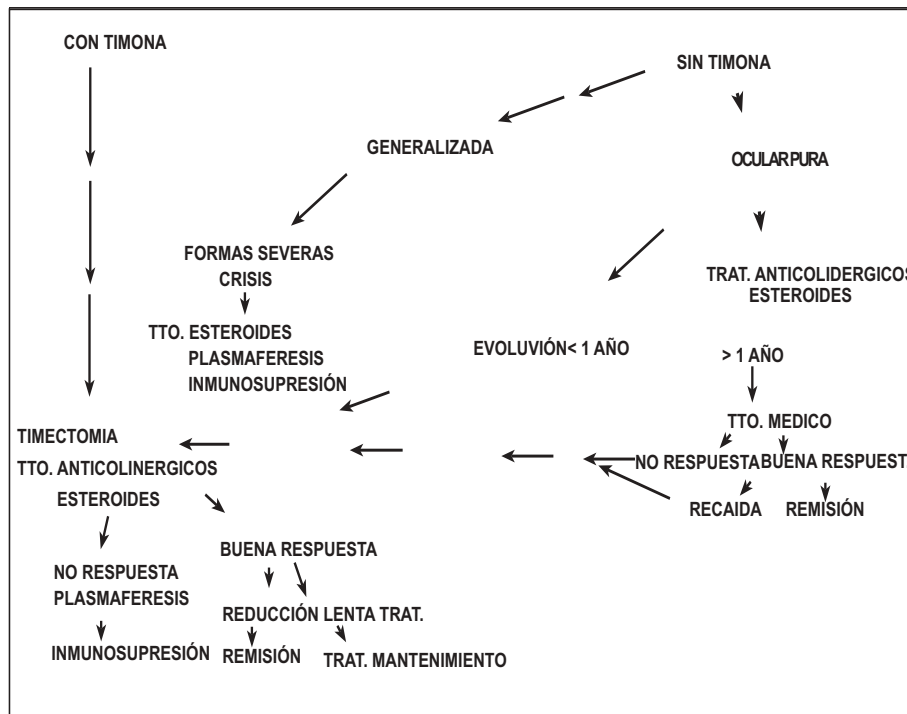 CON TIMONA
SIN TIMONA
GENERALIZADA
OCULARPURA
FORMAS SEVERAS
CRISIS
TRAT. ANTICOLIDERGICOS
ESTEROIDES
TTO. ESTEROIDES
PLASMAFERESIS
INMUNOSUPRESIÓN
EVOLUVIÓN< 1 AÑO
> 1 AÑO
TTO. MEDICO
TIMECTOMIA
TTO. ANTICOLINERGICOS
ESTEROIDES
NO RESPUESTA
BUENA RESPUEST
RECAIDA
REMISIÓN
BUENA RESPUESTA
NO RESPUESTA
PLASMAFERESIS
REDUCCIÓN LENTA TRAT.
INMUNOSUPRESIÓN
REMISIÓN
TRAT. MANTENIMIENTO